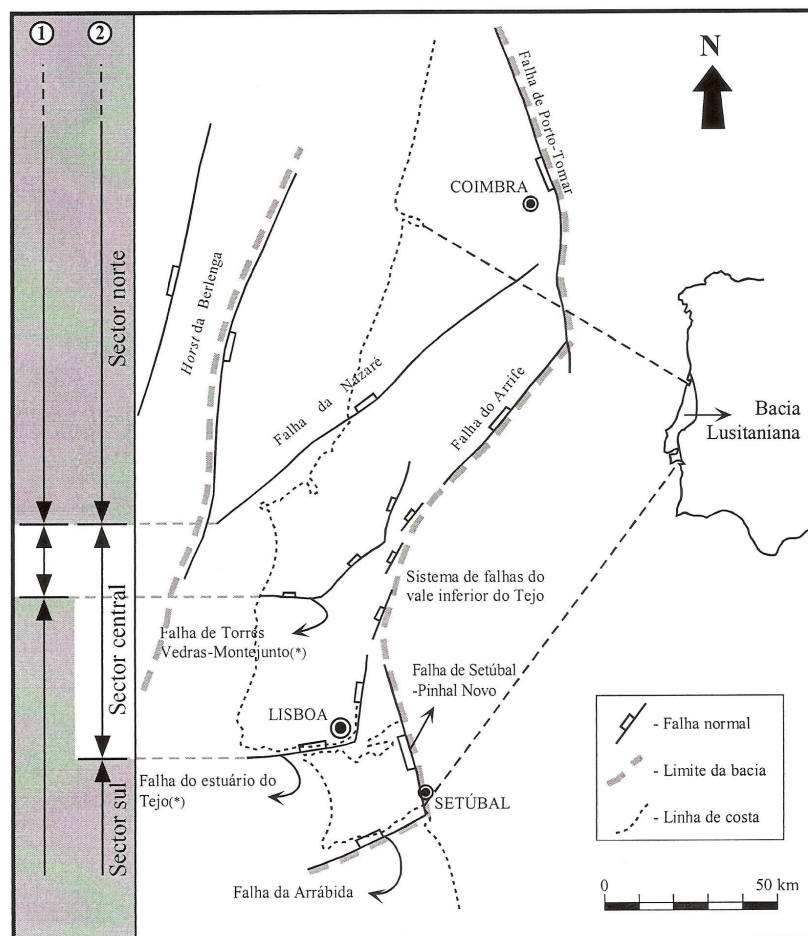 ①
②
N
Falha de Porto-Tomar
COIMBRA
Horst da Berlenga
Sector norte
Falha da Nazaré
Falha do Arrife
Bacia
Lusitaniana
Sistema de falhas do
vale inferior do Tejo
Sector central
Falha de Torres
Vedras-Montejunto(*)
Falha de Setúbal
-Pinhal Novo
LISBOA
- Falha normal
- Limite da bacia
- Linha de costa
Falha do estuário do
Tejo(*)
SETÚBAL
Sector sul
Falha da Arrábida
0
50 km